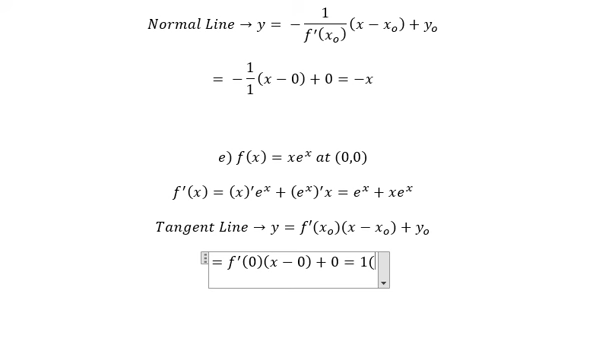 Normal Line → y = − 1/f′(xₒ) (x − xₒ) + yₒ
= − 1/1 (x − 0) + 0 = −x
e) f(x) = xeˣ at (0,0)
f′(x) = (x)′eˣ + (eˣ)′x = eˣ + xeˣ
Tangent Line → y = f′(xₒ)(x − xₒ) + yₒ
= f′(0)(x − 0) + 0 = 1(